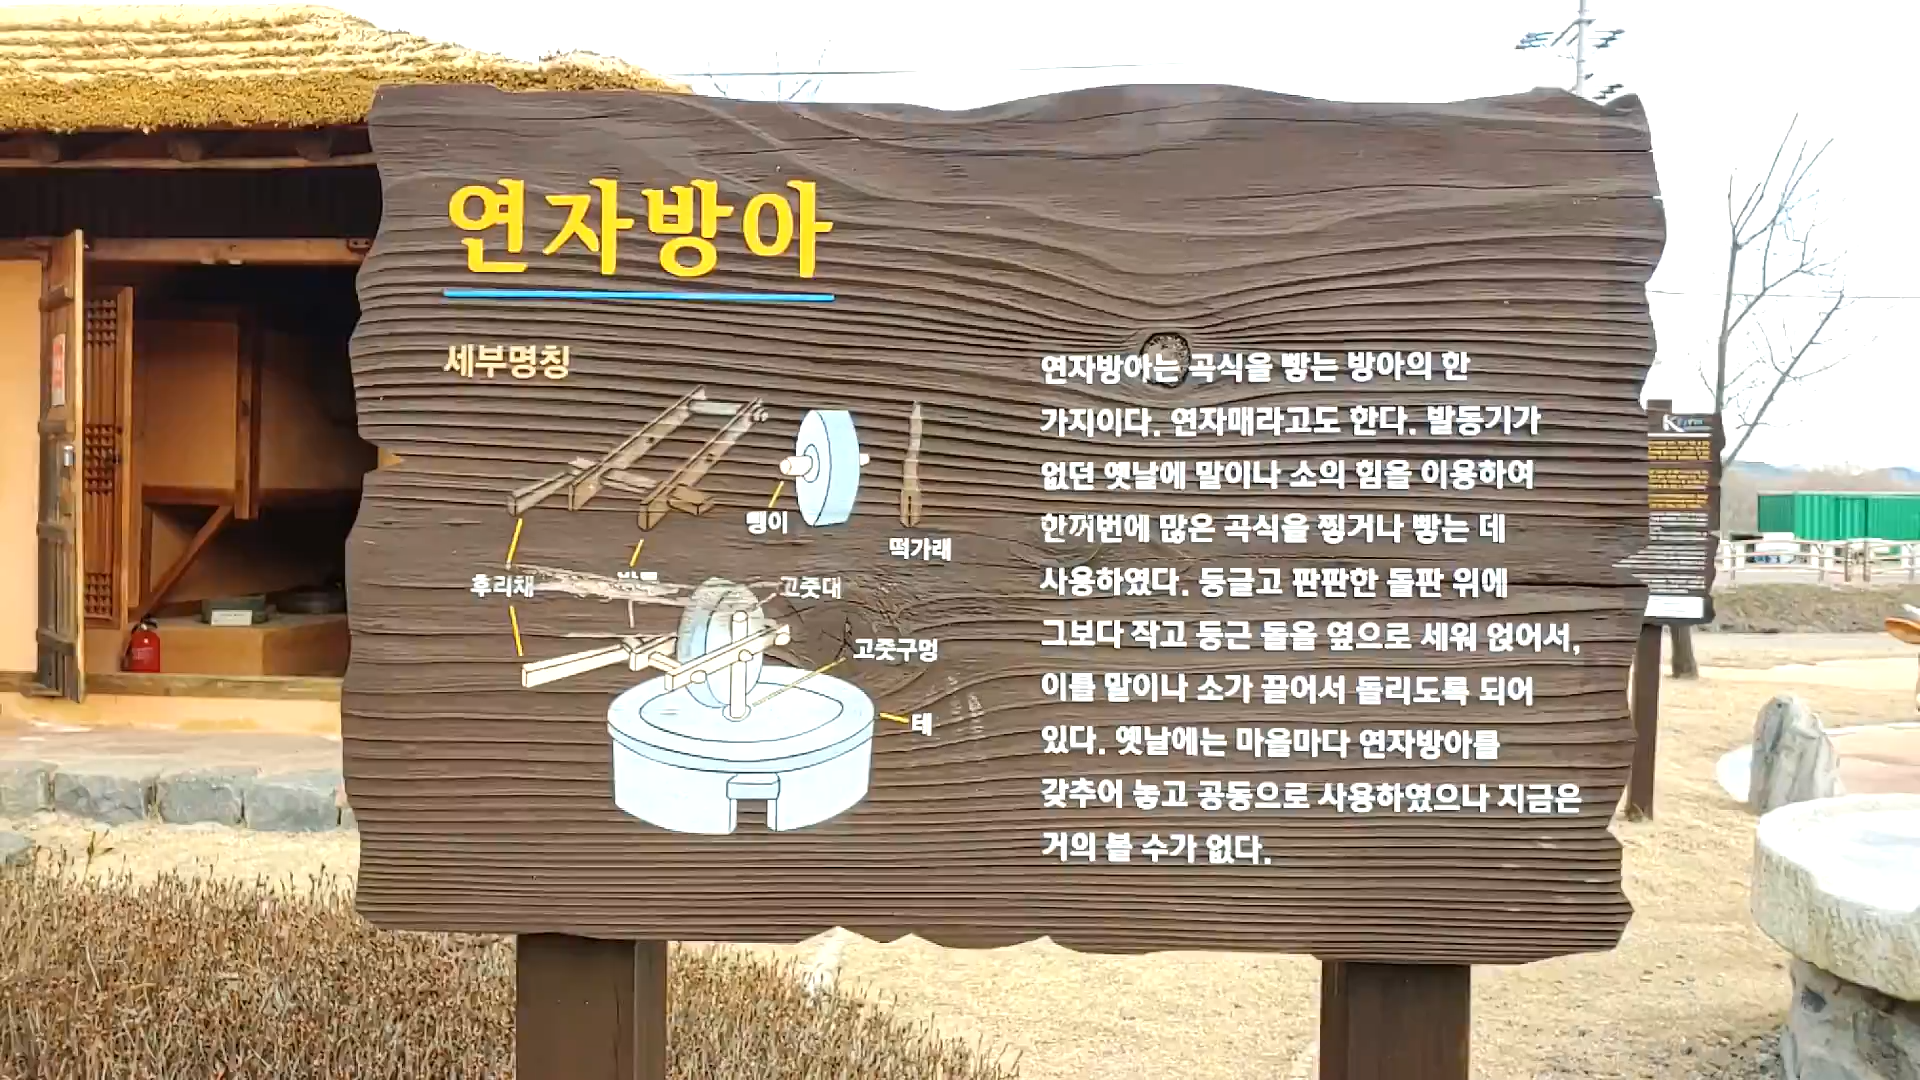 연자방아
세부명칭
맹이
떡가래
후리채
고줏대
고줏구멍
테
연자방아는 곡식을 빻는 방아의 한
가지이다. 연자매라고도 한다. 발동기가
없던 옛날에 말이나 소의 힘을 이용하여
한꺼번에 많은 곡식을 찧거나 빻는 데
사용하였다. 둥글고 판판한 돌판 위에
그보다 작고 둥근 돌을 옆으로 세워 얹어서,
이를 말이나 소가 끌어서 돌리도록 되어
있다. 옛날에는 마을마다 연자방아를
갖추어 놓고 공동으로 사용하였으나 지금은
거의 볼 수가 없다.